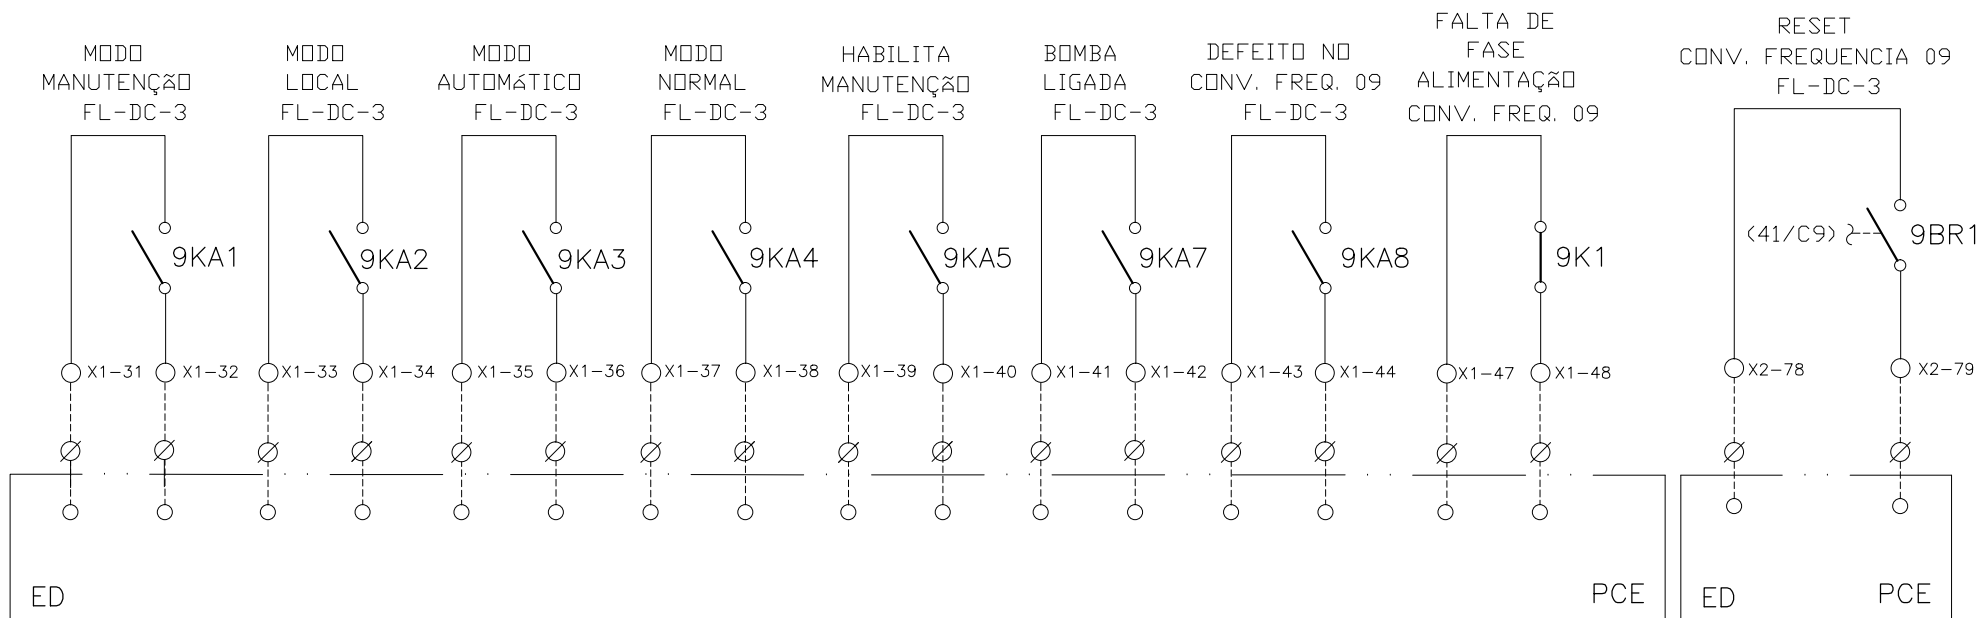 MODO
MANUTENÇÃO
FL-DC-3
MODO
LOCAL
FL-DC-3
MODO
AUTOMáTICO
FL-DC-3
MODO
NORMAL
FL-DC-3
HABILITA
MANUTENÇÃO
FL-DC-3
BOMBA
LIGADA
FL-DC-3
DEFEITO NO
CONV. FREQ. 09
FL-DC-3
FALTA DE
FASE
ALIMENTAÇÃO
CONV. FREQ. 09
RESET
CONV. FREQUENCIA 09
FL-DC-3
9KA1
9KA2
9KA3
9KA4
9KA5
9KA7
9KA8
9K1
(41/C9)
9BR1
X1-31
X1-32
X1-33
X1-34
X1-35
X1-36
X1-37
X1-38
X1-39
X1-40
X1-41
X1-42
X1-43
X1-44
X1-47
X1-48
X2-78
X2-79
ED
PCE
ED
PCE